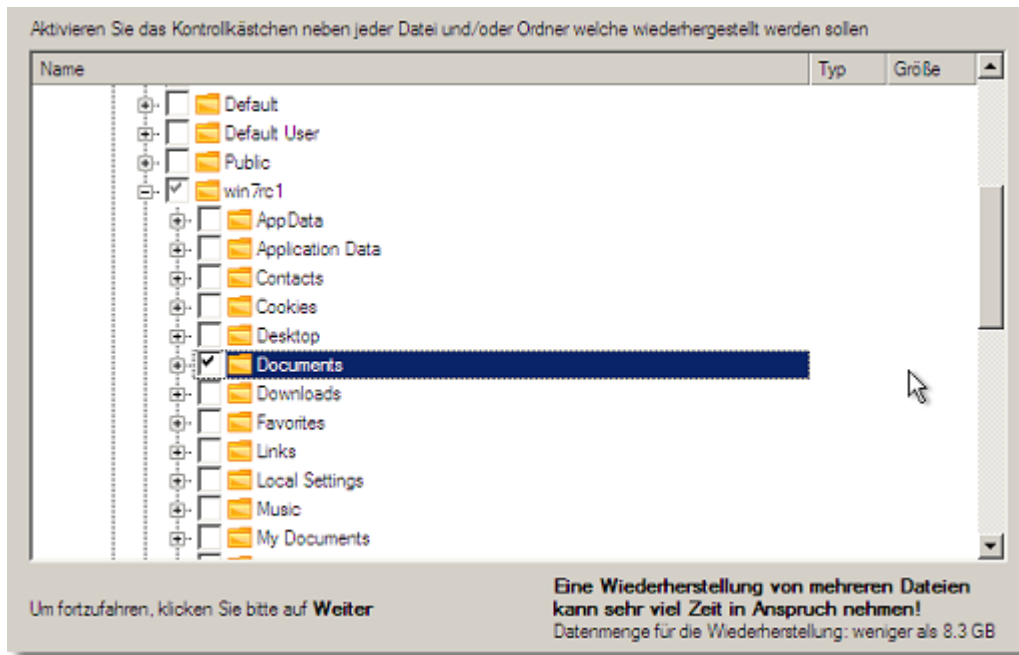 Aktivieren Sie das Kontrollkästchen neben jeder Datei und/oder Ordner welche wiederhergestellt werden sollen
Name Typ Größe
Default
Default User
Public
win7rc1
AppData
Application Data
Contacts
Cookies
Desktop
Documents
Downloads
Favorites
Links
Local Settings
Music
My Documents
Eine Wiederherstellung von mehreren Dateien
Um fortzufahren, klicken Sie bitte auf Weiter kann sehr viel Zeit in Anspruch nehmen!
Datenmenge für die Wiederherstellung: weniger als 8.3 GB